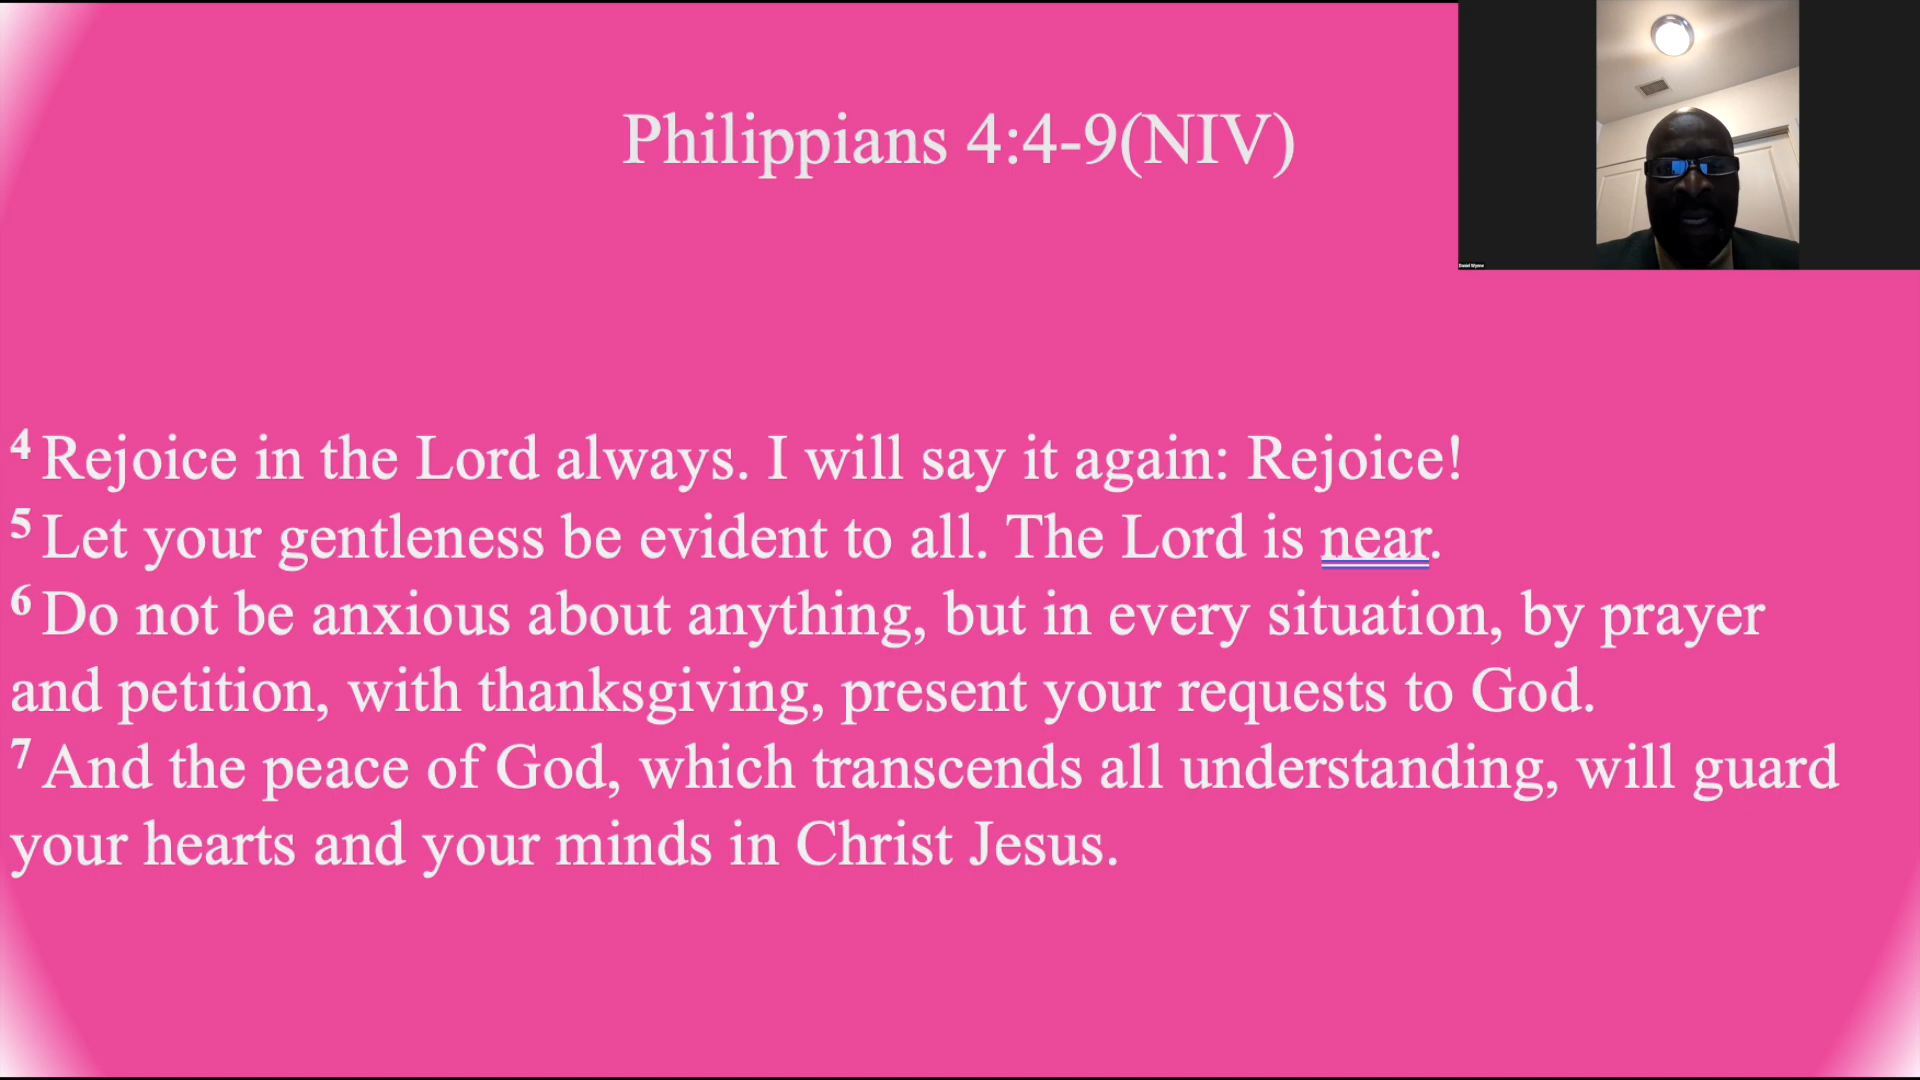 Philippians 4:4-9(NIV)
Daniel Wynne
4 Rejoice in the Lord always. I will say it again: Rejoice!
5 Let your gentleness be evident to all. The Lord is near.
6 Do not be anxious about anything, but in every situation, by prayer
and petition, with thanksgiving, present your requests to God.
7 And the peace of God, which transcends all understanding, will guard
your hearts and your minds in Christ Jesus.